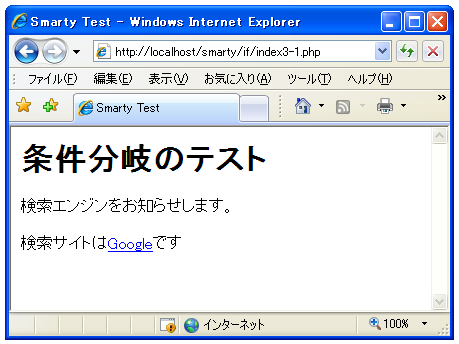 Smarty Test - Windows Internet Explorer
http://localhost/smarty/if/index3-1.php
ファイル(F) 編集(E) 表示(V) お気に入り(A) ツール(T) ヘルプ(H)
Smarty Test
条件分岐のテスト
検索エンジンをお知らせします。
検索サイトはGoogleです
インターネット 100%